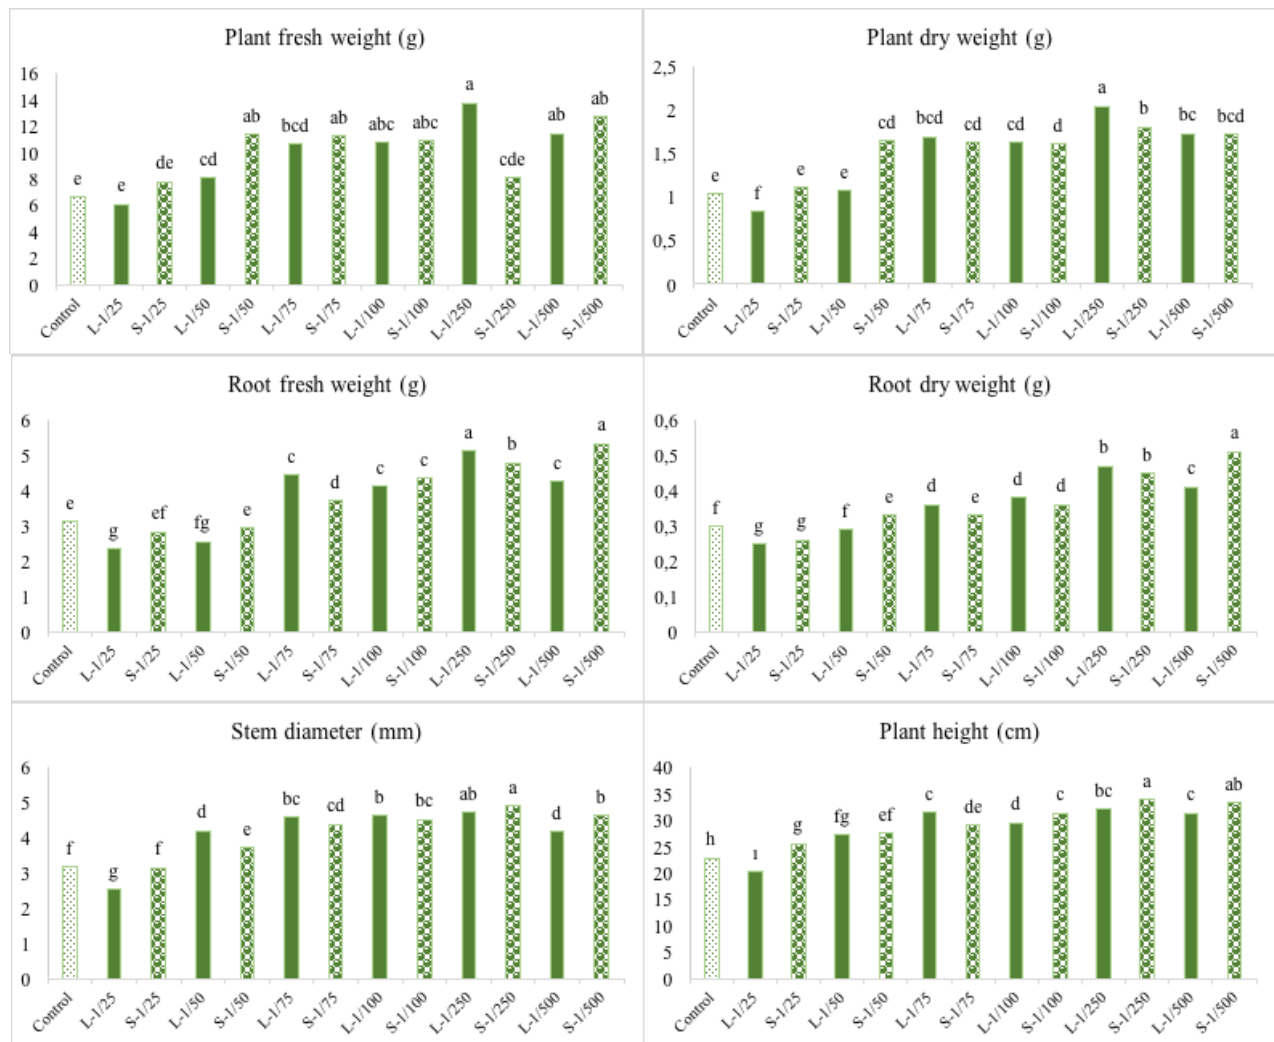 Plant fresh weight (g)
16
14
12
10
8
6
4
2
0
e
e
de
cd
ab
bcd
ab
abc
abc
a
cde
ab
ab
Control
L-1/25
S-1/25
L-1/50
S-1/50
L-1/75
S-1/75
L-1/100
S-1/100
L-1/250
S-1/250
L-1/500
S-1/500
Plant dry weight (g)
2,5
2
1,5
1
0,5
0
e
f
e
e
cd
bcd
cd
cd
d
a
b
bc
bcd
Control
L-1/25
S-1/25
L-1/50
S-1/50
L-1/75
S-1/75
L-1/100
S-1/100
L-1/250
S-1/250
L-1/500
S-1/500
Root fresh weight (g)
6
5
4
3
2
1
0
e
g
ef
fg
e
c
d
c
c
a
b
c
a
Control
L-1/25
S-1/25
L-1/50
S-1/50
L-1/75
S-1/75
L-1/100
S-1/100
L-1/250
S-1/250
L-1/500
S-1/500
Root dry weight (g)
0,6
0,5
0,4
0,3
0,2
0,1
0
f
g
g
f
e
d
e
d
d
b
b
c
a
Control
L-1/25
S-1/25
L-1/50
S-1/50
L-1/75
S-1/75
L-1/100
S-1/100
L-1/250
S-1/250
L-1/500
S-1/500
Stem diameter (mm)
6
5
4
3
2
1
0
f
g
f
d
e
bc
cd
b
bc
ab
a
d
b
Control
L-1/25
S-1/25
L-1/50
S-1/50
L-1/75
S-1/75
L-1/100
S-1/100
L-1/250
S-1/250
L-1/500
S-1/500
Plant height (cm)
40
35
30
25
20
15
10
5
0
h
ı
g
fg
ef
c
de
d
c
bc
a
c
ab
Control
L-1/25
S-1/25
L-1/50
S-1/50
L-1/75
S-1/75
L-1/100
S-1/100
L-1/250
S-1/250
L-1/500
S-1/500